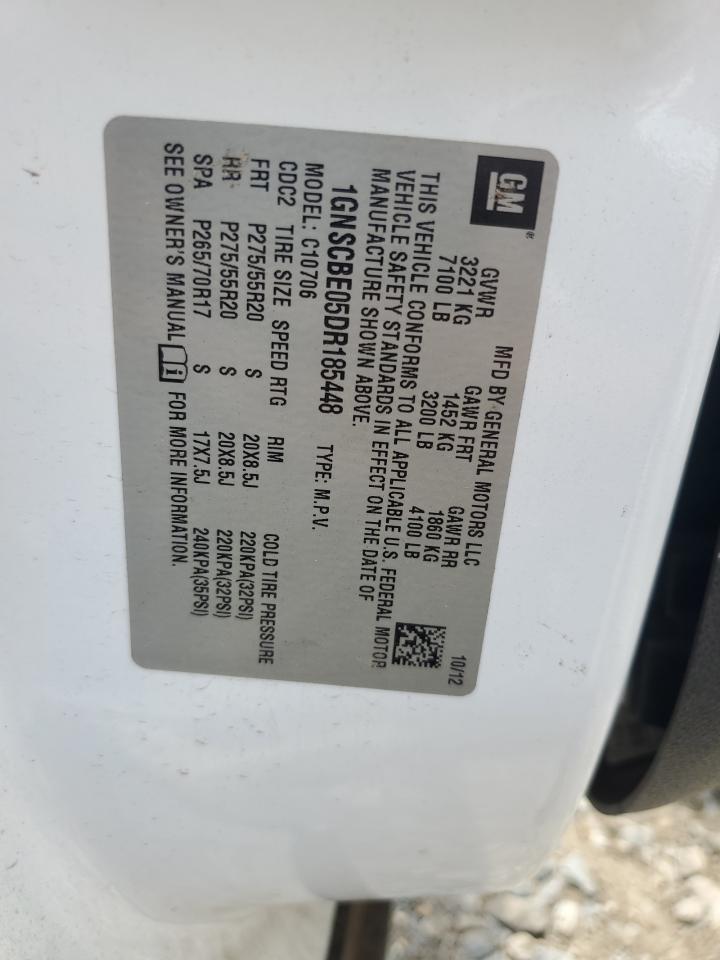 GM®
MFD BY GENERAL MOTORS LLC 10/12
GVWR GAWR FRT GAWR RR
3221 KG 1452 KG 1860 KG
7100 LB 3200 LB 4100 LB
THIS VEHICLE CONFORMS TO ALL APPLICABLE U.S. FEDERAL MOTOR
VEHICLE SAFETY STANDARDS IN EFFECT ON THE DATE OF
MANUFACTURE SHOWN ABOVE.
1GNSCBE05DR185448 TYPE: M.P.V.
MODEL: C10706
CDC2 TIRE SIZE SPEED RTG RIM COLD TIRE PRESSURE
FRT P275/55R20 S 20X8.5J 220KPA(32PSI)
RR P275/55R20 S 20X8.5J 220KPA(32PSI)
SPA P265/70R17 S 17X7.5J 240KPA(35PSI)
SEE OWNER'S MANUAL i FOR MORE INFORMATION.